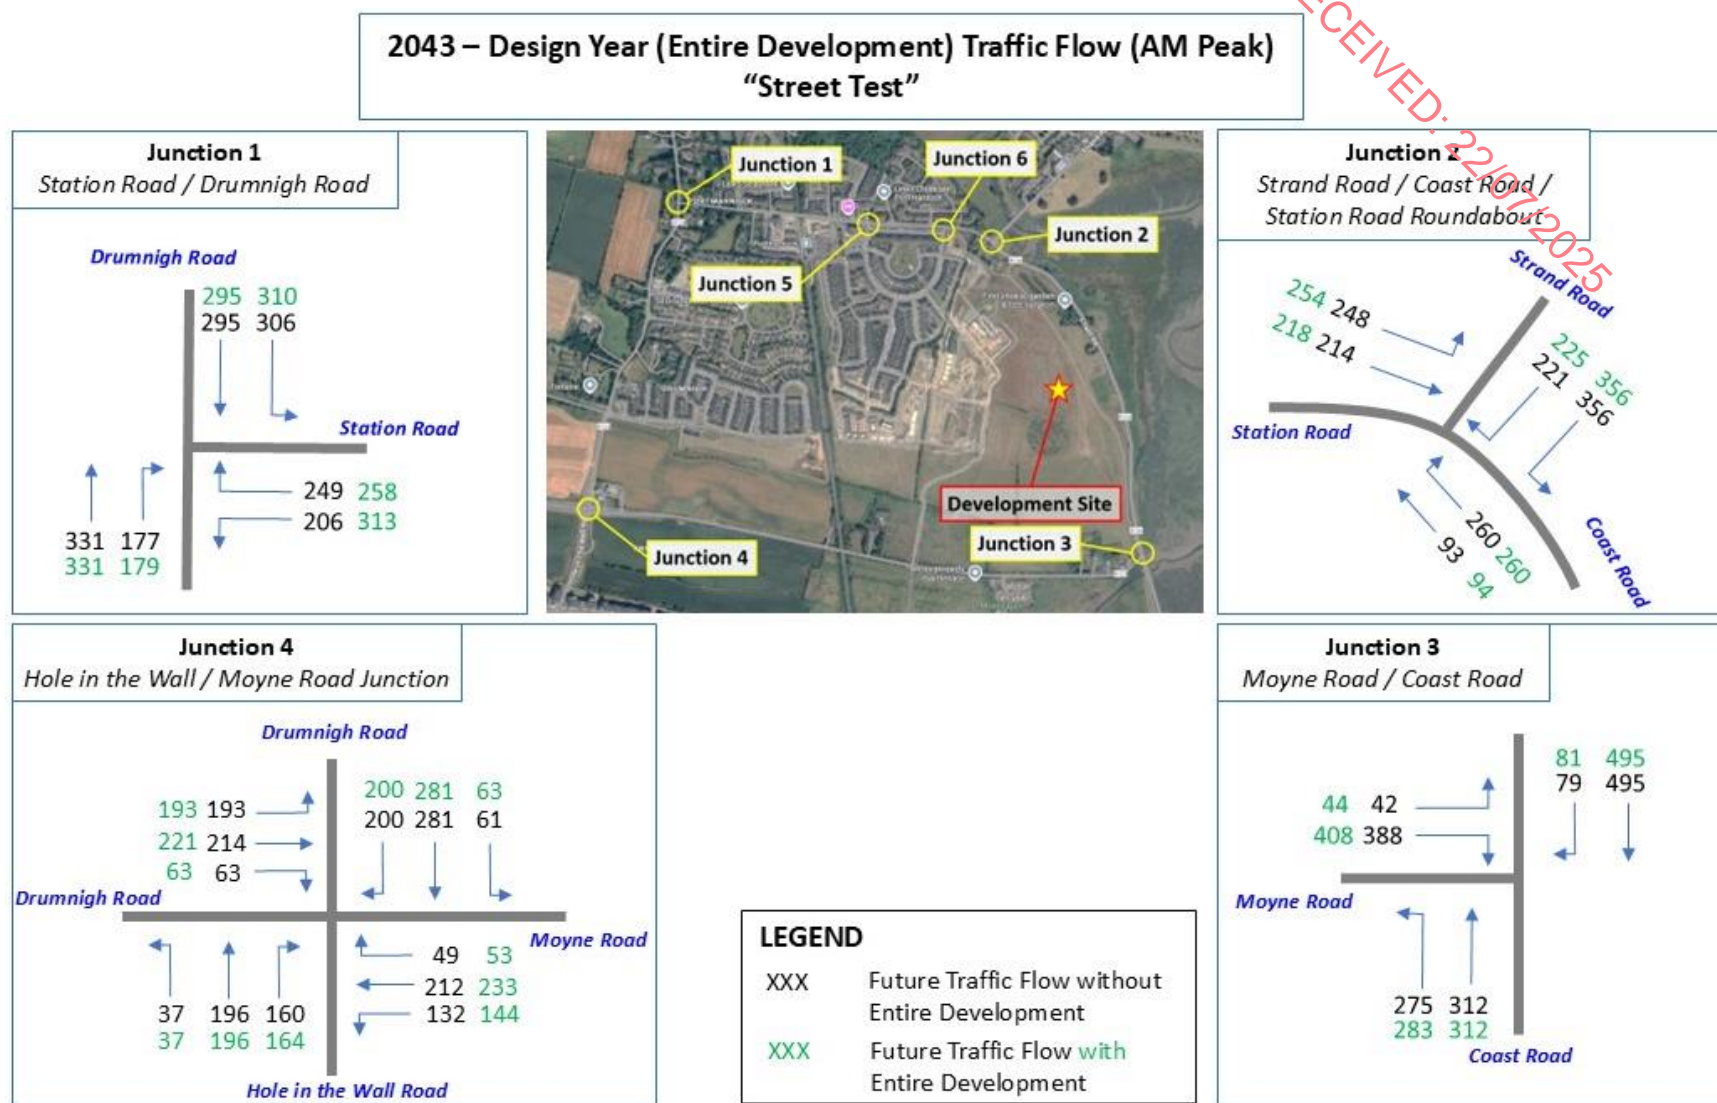 2043 – Design Year (Entire Development) Traffic Flow (AM Peak)
“Street Test”
RECEIVED: 22/07/2025
Junction 1
Station Road / Drumnigh Road
Drumnigh Road
295 310
295 306
Station Road
249 258
206 313
331 177
331 179
Junction 1
Junction 6
Junction 2
Junction 5
Development Site
Junction 3
Junction 4
Junction 2
Strand Road / Coast Road /
Station Road Roundabout
Strand Road
254 248
218 214
225 356
221 356
Station Road
260 260
93 94
Coast Road
Junction 4
Hole in the Wall / Moyne Road Junction
Drumnigh Road
193 193
221 214
63 63
200 281 63
200 281 61
Drumnigh Road
Moyne Road
49 53
212 233
132 144
37 196 160
37 196 164
Hole in the Wall Road
LEGEND
XXX Future Traffic Flow without
Entire Development
XXX Future Traffic Flow with
Entire Development
Junction 3
Moyne Road / Coast Road
81 495
79 495
44 42
408 388
Moyne Road
275 312
283 312
Coast Road